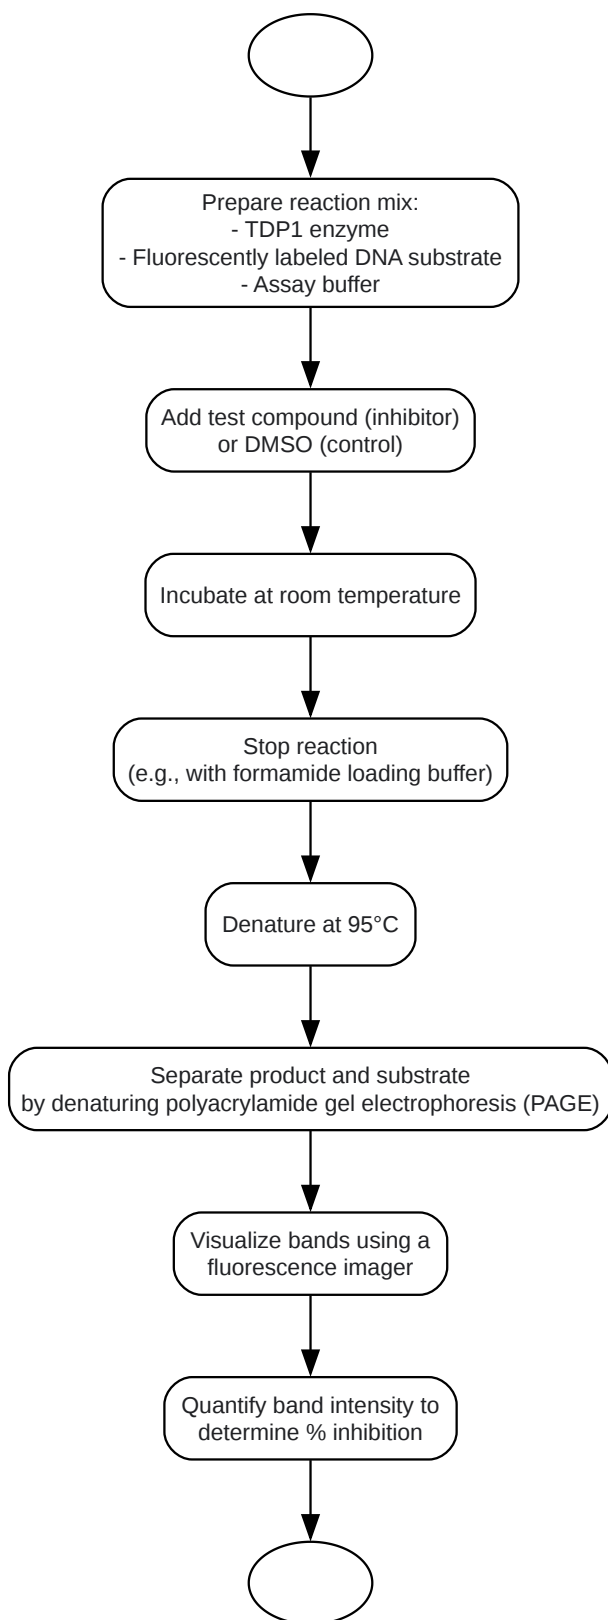 Prepare reaction mix:
- TDP1 enzyme
- Fluorescently labeled DNA substrate
- Assay buffer
Add test compound (inhibitor)
or DMSO (control)
Incubate at room temperature
Stop reaction
(e.g., with formamide loading buffer)
Denature at 95°C
Separate product and substrate
by denaturing polyacrylamide gel electrophoresis (PAGE)
Visualize bands using a
fluorescence imager
Quantify band intensity to
determine % inhibition